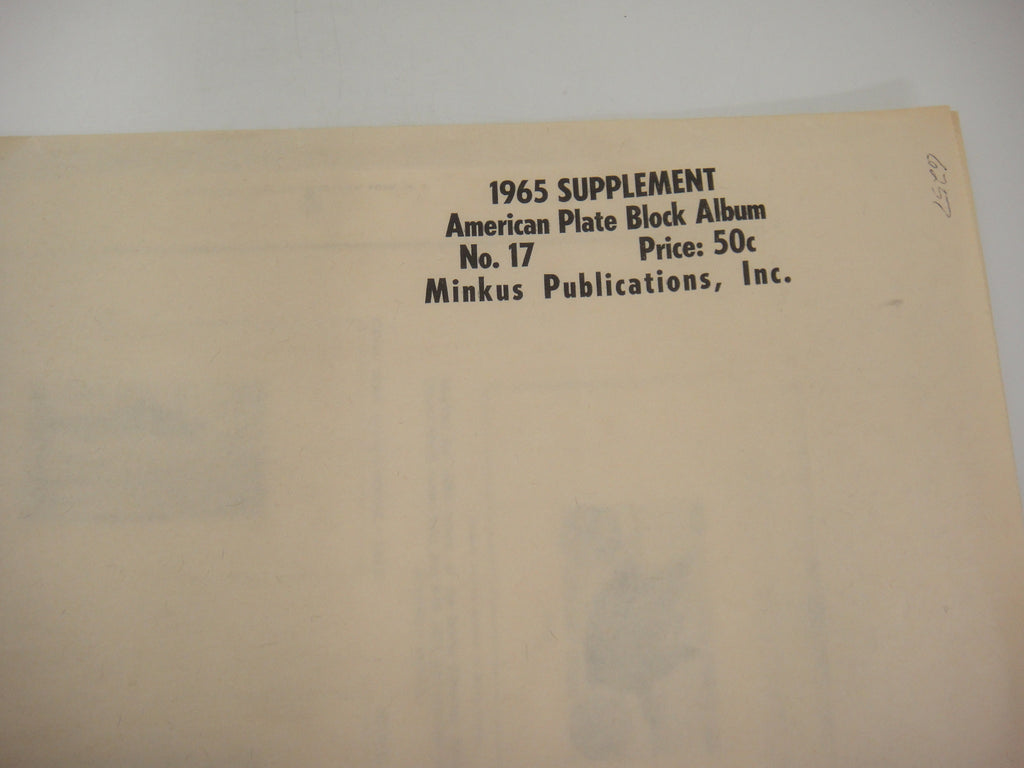 1965 SUPPLEMENT
American Plate Block Album
No. 17 Price: 50c
Minkus Publications, Inc.